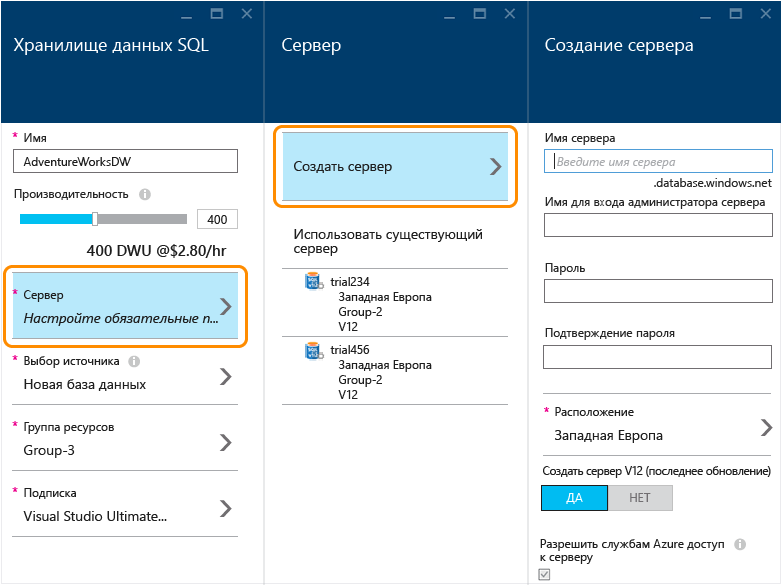 Хранилище данных SQL
* Имя
AdventureWorksDW
Производительность
400
400 DWU @$2.80/hr
* Сервер
Настройте обязательные п...
* Выбор источника
Новая база данных
* Группа ресурсов
Group-3
* Подписка
Visual Studio Ultimate...
Сервер
Создать сервер
Использовать существующий
сервер
trial234
Западная Европа
Group-2
V12
trial456
Западная Европа
Group-2
V12
Создание сервера
Имя сервера
Введите имя сервера
.database.windows.net
Имя для входа администратора сервера
Пароль
Подтверждение пароля
* Расположение
Западная Европа
Создать сервер V12 (последнее обновление)
ДА
НЕТ
Разрешить службам Azure доступ
к серверу